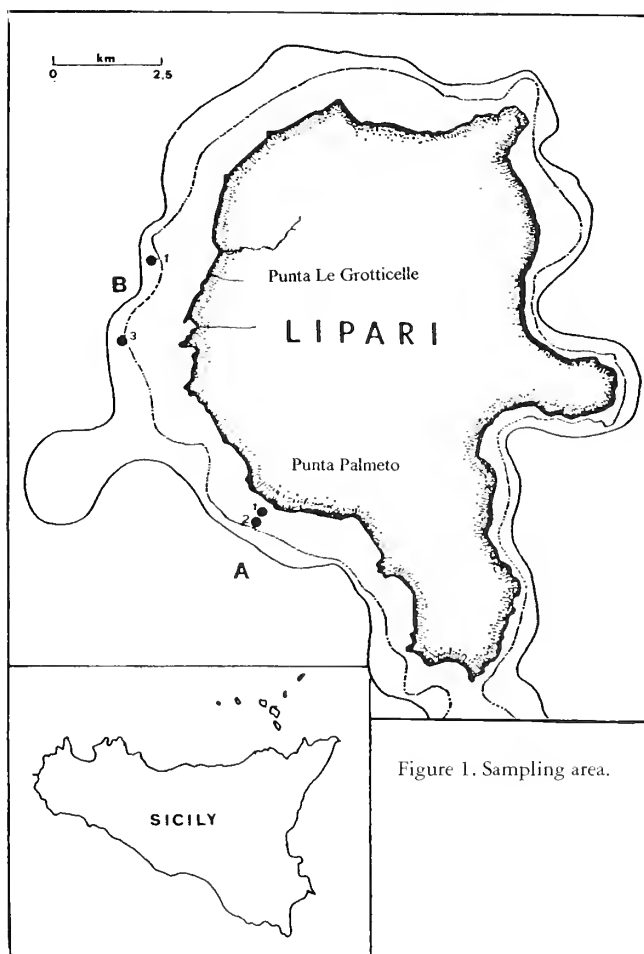 km
0 2.5
1
B
Punta Le Grotticelle
3
LIPARI
Punta Palmeto
1
2
A
Figure 1. Sampling area.
SICILY